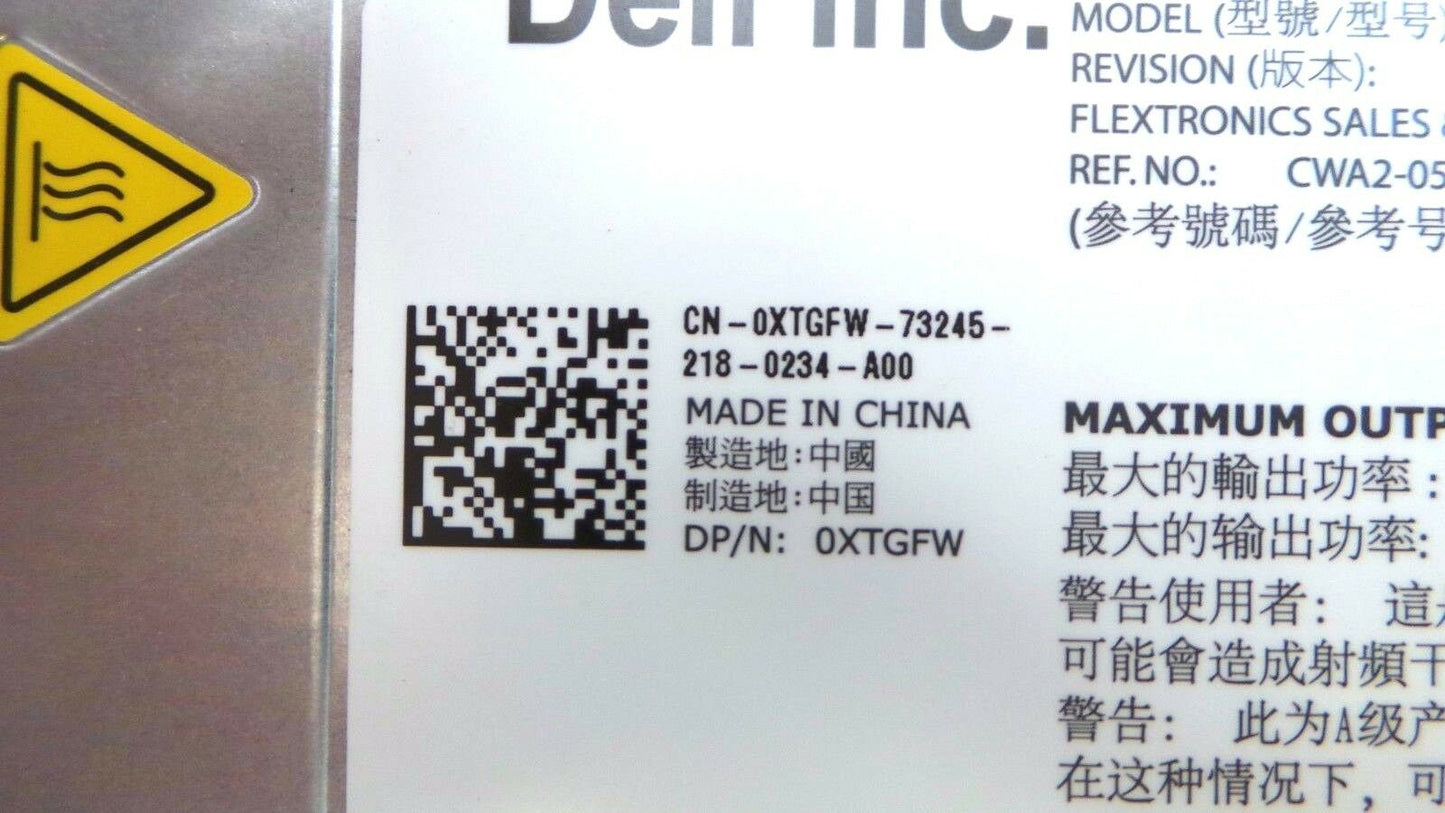 Dell Inc.
MODEL (型號/型号)
REVISION (版本):
FLEXTRONICS SALES
REF. NO.: CWA2-05
(參考號碼/參考号
CN-0XTGFW-73245-
218-0234-A00
MADE IN CHINA
製造地:中國
制造地:中国
DP/N: 0XTGFW
MAXIMUM OUTP
最大的輸出功率:
最大的输出功率:
警告使用者: 這
可能會造成射頻干
警告: 此为A级产
在这种情况下, 可